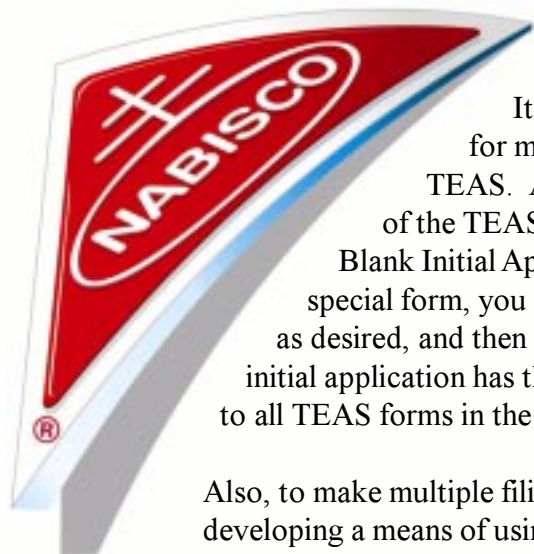 NABISCO
®
It
for m
TEAS. A
of the TEAS
Blank Initial Ap
special form, you
as desired, and then
initial application has th
to all TEAS forms in the
Also, to make multiple fili
developing a means of usin